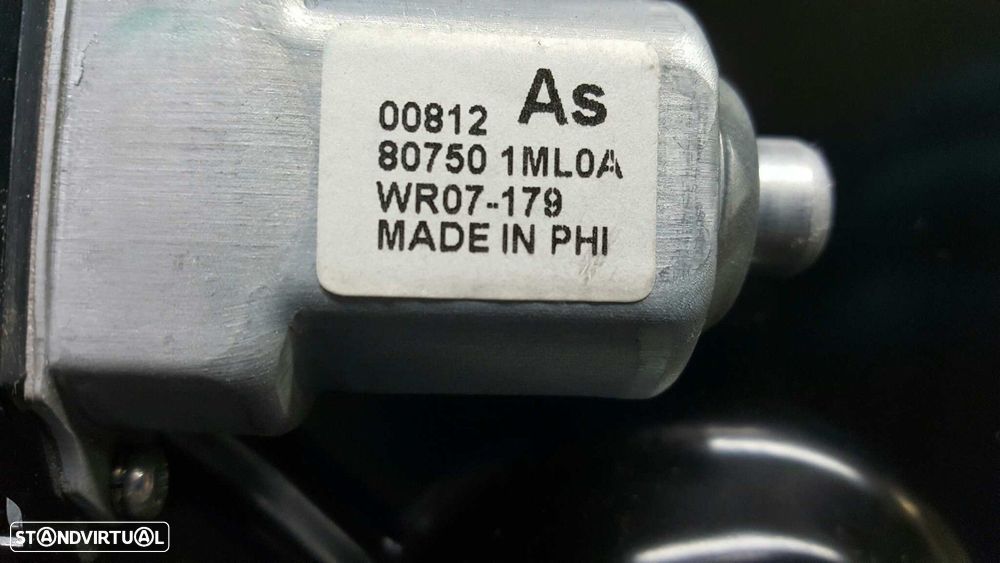 00812 As
80750 1ML0A
WR07-179
MADE IN PHI
STANDVIRTUAL